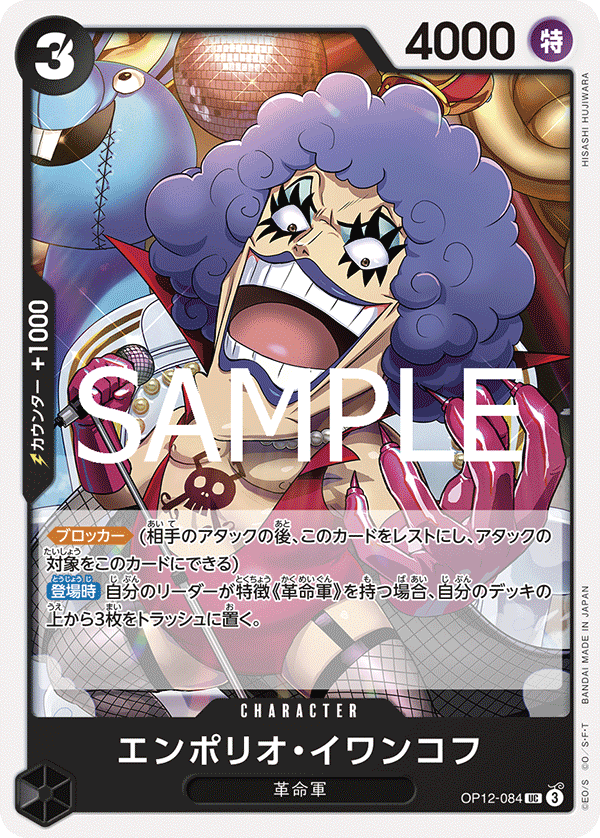 3
4000
特
HISASHI HUJIWARA
カウンター +1000
SAMPLE
ブロッカー (相手のアタックの後、このカードをレストにし、アタックの
対象をこのカードにできる)
登場時 自分のリーダーが特徴《革命軍》を持つ場合、自分のデッキの
上から3枚をトラッシュに置く。
CHARACTER
エンポリオ・イワンコフ
革命軍
OP12-084 UC 3
©E.O/S ©O/S・F・T BANDAI MADE IN JAPAN